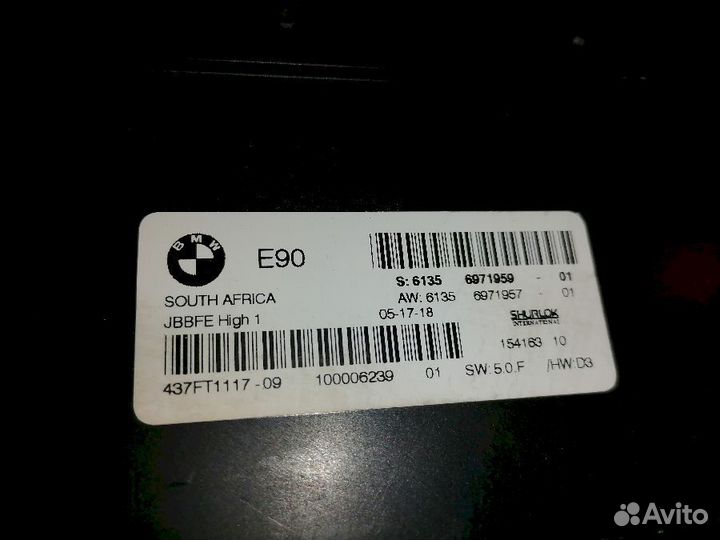 BMW
E90
S: 6135 6971959 - 01
SOUTH AFRICA
AW: 6135 6971957 - 01
JBBFE High 1
05-17-18
SHURLOK
INTERNATIONAL
154163 10
437FT1117 - 09 100006239 01
SW: 5.0.F /HW:D3
Avito